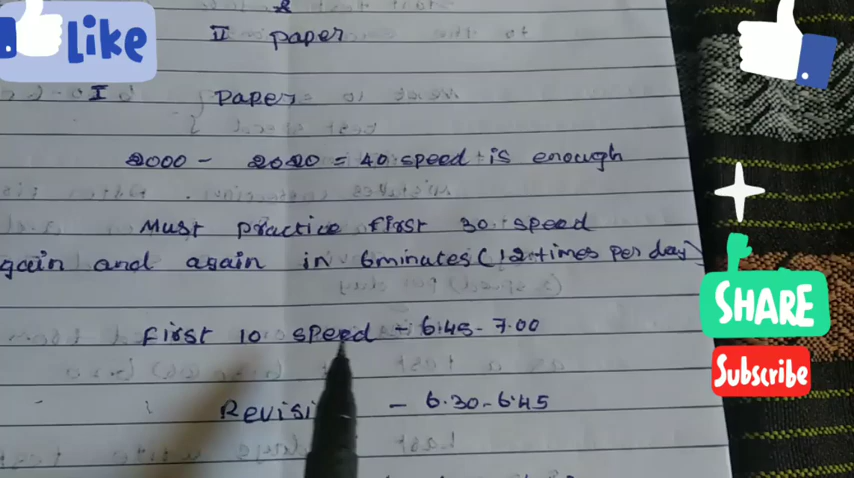 &
Like
II paper
I paper
2000 - 2020 = 40 speed is enough
Must practice first 30 speed
again and again in 6minutes (12 times per day)
First 10 speed - 6.45 - 7.00
SHARE
Subscribe
- 6.30 - 6.45